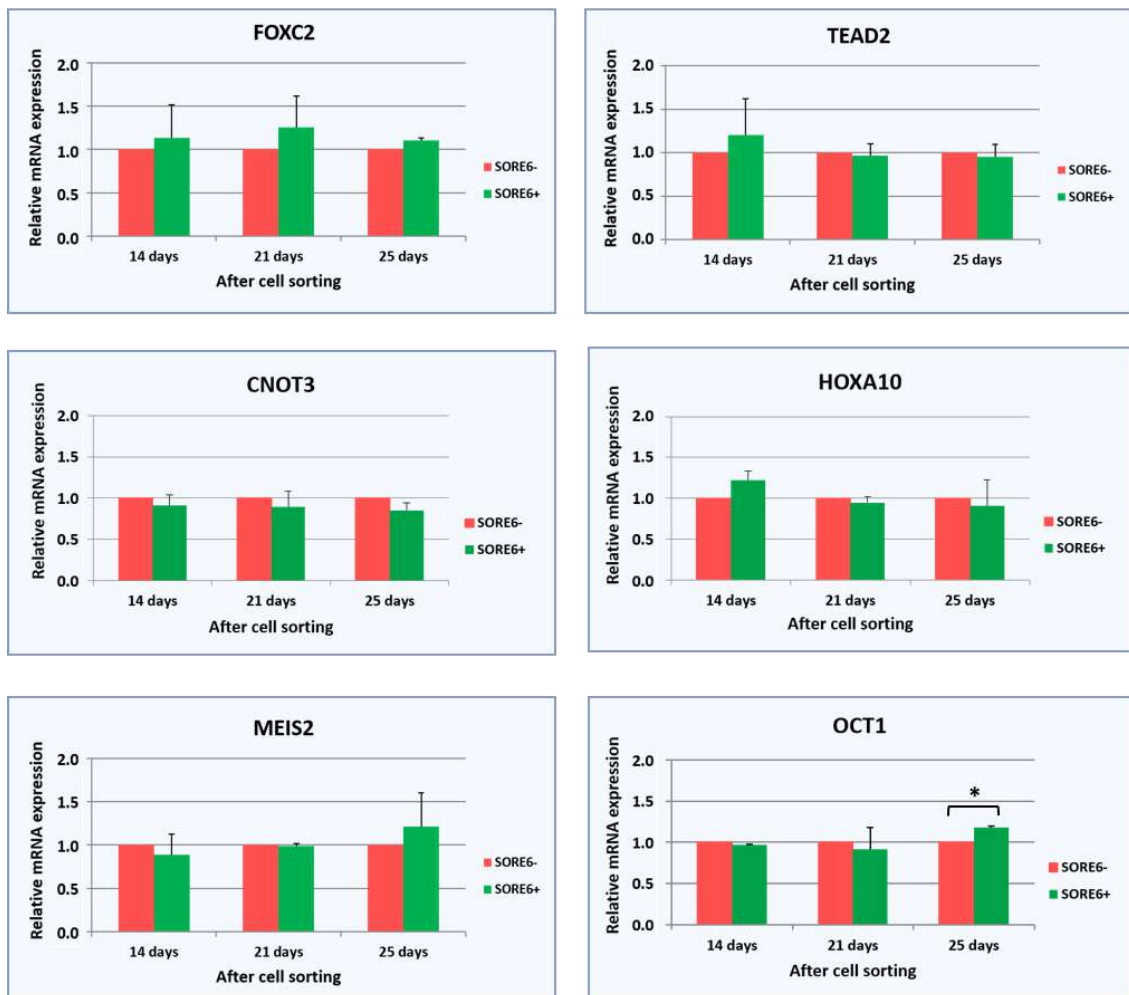 FOXC2
Relative mRNA expression
2.0
1.5
1.0
0.5
0.0
14 days 21 days 25 days
After cell sorting
SORE6-
SORE6+
TEAD2
Relative mRNA expression
2.0
1.5
1.0
0.5
0.0
14 days 21 days 25 days
After cell sorting
SORE6-
SORE6+
CNOT3
Relative mRNA expression
2.0
1.5
1.0
0.5
0.0
14 days 21 days 25 days
After cell sorting
SORE6-
SORE6+
HOXA10
Relative mRNA expression
2.0
1.5
1.0
0.5
0.0
14 days 21 days 25 days
After cell sorting
SORE6-
SORE6+
MEIS2
Relative mRNA expression
2.0
1.5
1.0
0.5
0.0
14 days 21 days 25 days
After cell sorting
SORE6-
SORE6+
OCT1
Relative mRNA expression
2.0
1.5
1.0
0.5
0.0
*
14 days 21 days 25 days
After cell sorting
SORE6-
SORE6+